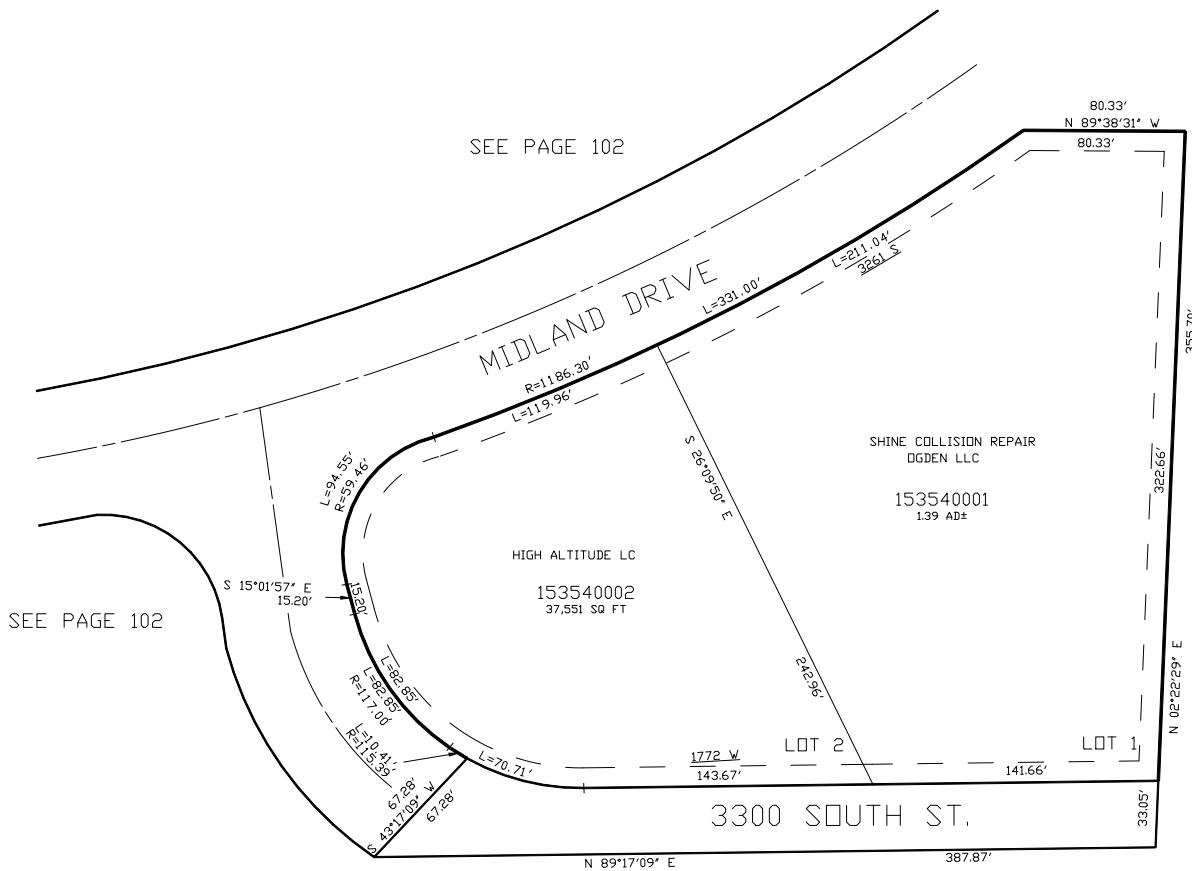 80.33'
N 89°38'31" W
80.33'
SEE PAGE 102
L=211.04'
3261 S
MIDLAND DRIVE
L=331.00'
R=1186.30'
L=119.96'
355.70'
SHINE COLLISION REPAIR
OGDEN LLC
153540001
1.39 AD±
322.66'
L=94.55'
R=59.46'
S 26°09'50" E
HIGH ALTITUDE LC
153540002
37,551 SQ FT
S 15°01'57" E
15.20'
15.20'
SEE PAGE 102
L=82.85'
L=82.85'
R=117.00'
242.96'
N 02°22'29" E
L=10.41'
R=115.39'
L=70.71'
1772 W
143.67'
LOT 2
LOT 1
141.66'
67.28'
S 43°17'09" W
67.28'
3300 SOUTH ST.
33.05'
N 89°17'09" E
387.87'